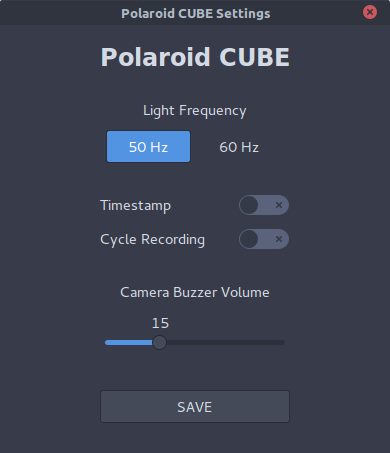 Polaroid CUBE Settings
Polaroid CUBE
Light Frequency
50 Hz 60 Hz
Timestamp
Cycle Recording
Camera Buzzer Volume
15
SAVE